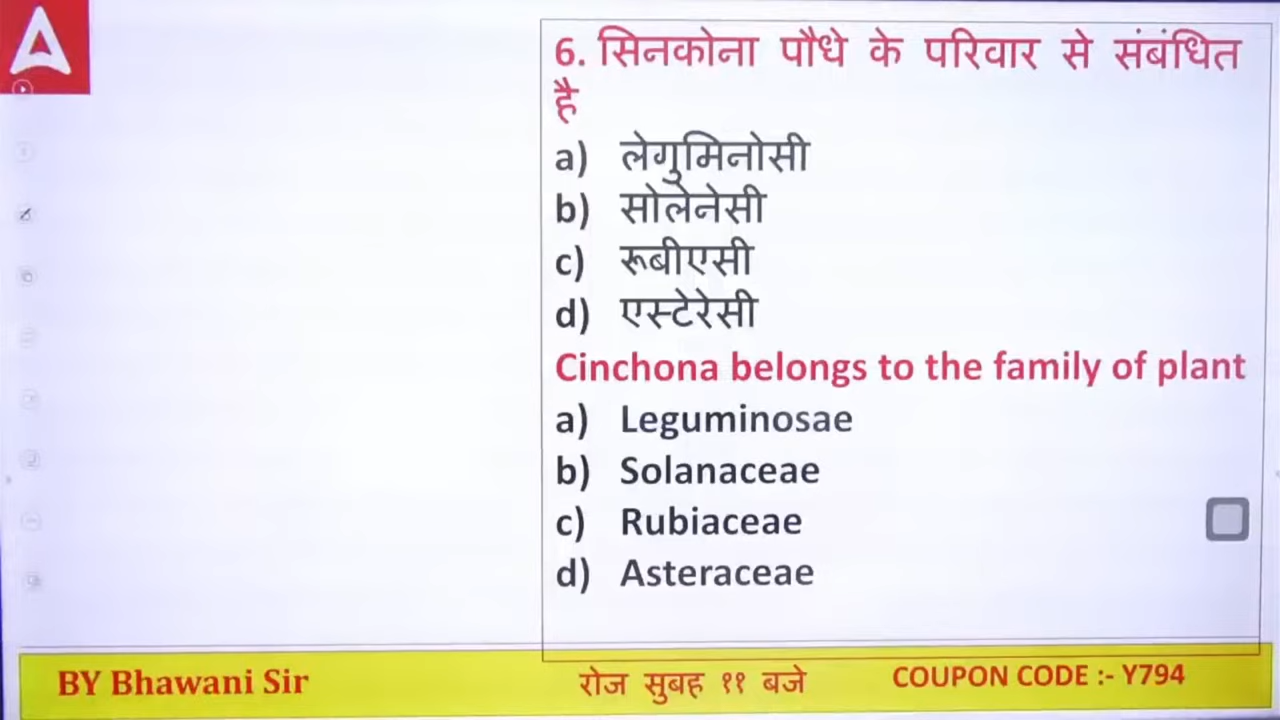 6. सिनकोना पौधे के परिवार से संबंधित
है
a) लेगुमिनोसी
b) सोलेनेसी
c) रूबीएसी
d) एस्टेरेसी
Cinchona belongs to the family of plant
a) Leguminosae
b) Solanaceae
c) Rubiaceae
d) Asteraceae
BY Bhawani Sir
रोज सुबह ११ बजे
COUPON CODE :- Y794